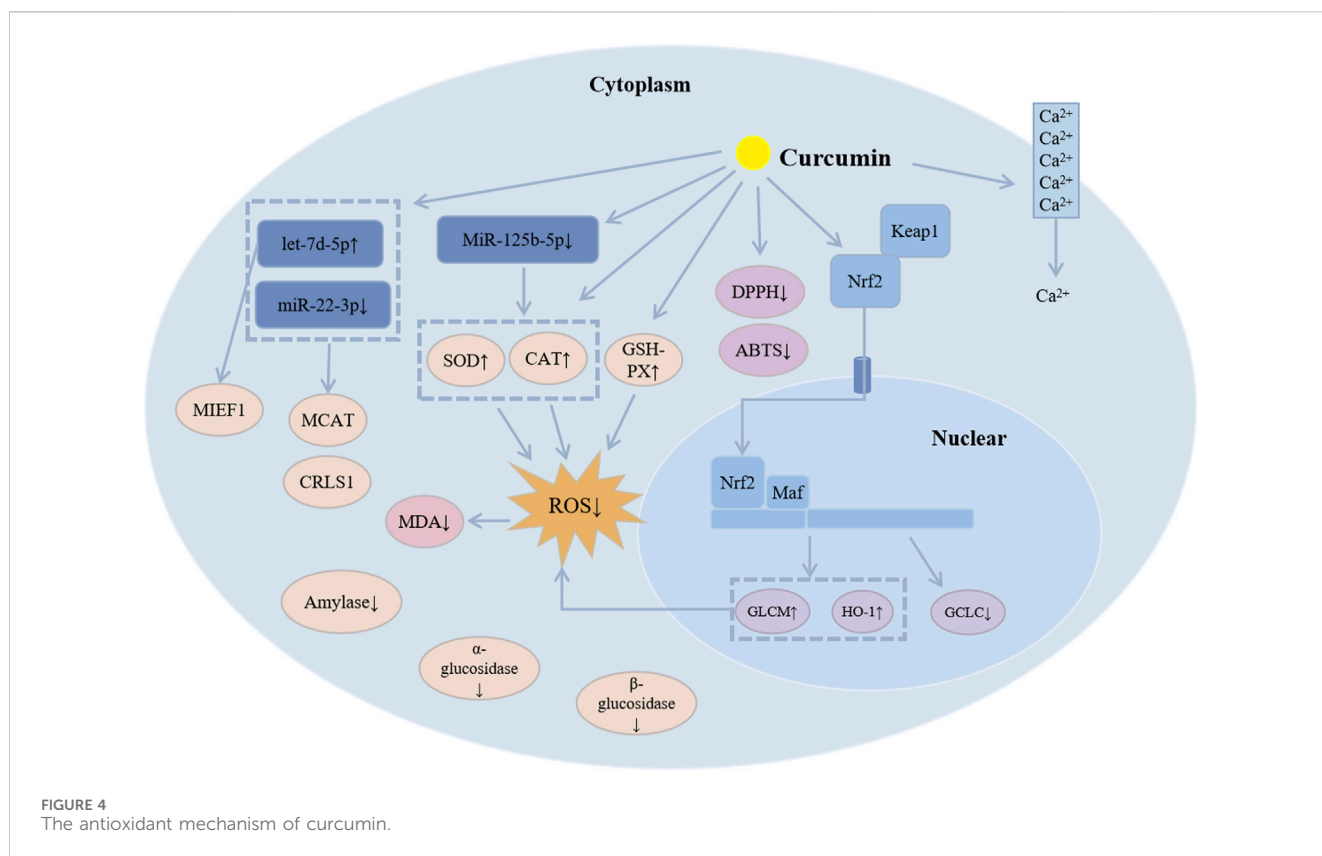 Cytoplasm
Curcumin
Ca²⁺
Ca²⁺
Ca²⁺
Ca²⁺
Ca²⁺
Ca²⁺
let-7d-5p↑
miR-22-3p↓
MiR-125b-5p↓
Keap1
Nrf2
DPPH↓
ABTS↓
SOD↑
CAT↑
GSH-
PX↑
MIEF1
MCAT
CRLS1
Nuclear
Nrf2
Maf
ROS↓
MDA↓
GLCM↑
HO-1↑
GCLC↓
Amylase↓
α-
glucosidase
↓
β-
glucosidase
↓
FIGURE 4
The antioxidant mechanism of curcumin.